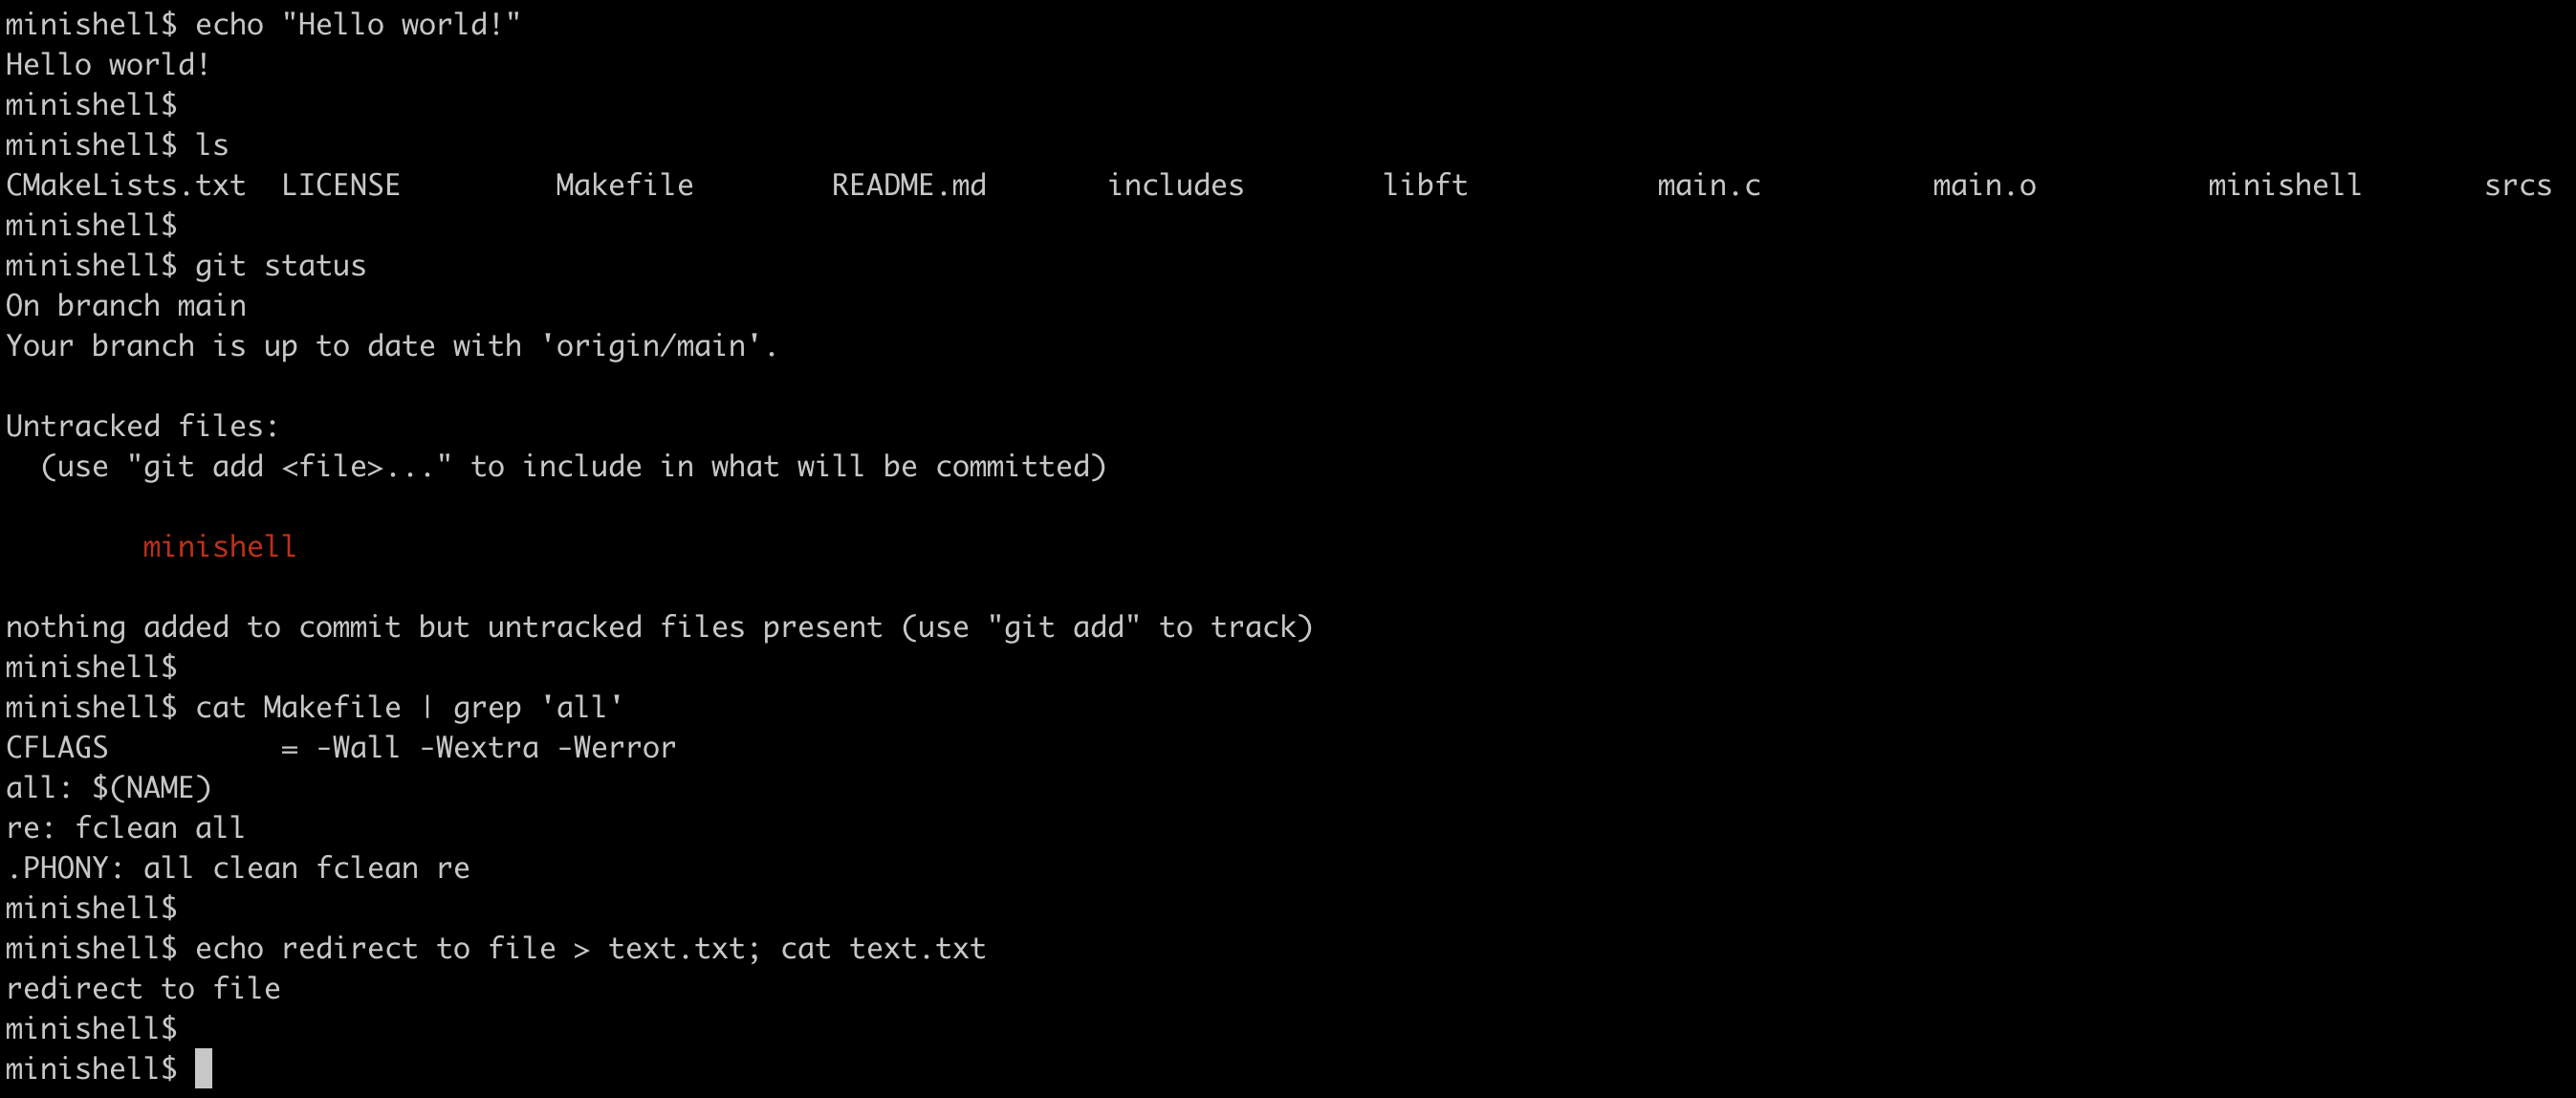 minishell$ echo "Hello world!"
Hello world!
minishell$
minishell$ ls
CMakeLists.txt  LICENSE         Makefile        README.md       includes        libft           main.c          main.o          minishell       srcs
minishell$
minishell$ git status
On branch main
Your branch is up to date with 'origin/main'.

Untracked files:
  (use "git add <file>..." to include in what will be committed)

        minishell

nothing added to commit but untracked files present (use "git add" to track)
minishell$
minishell$ cat Makefile | grep 'all'
CFLAGS          = -Wall -Wextra -Werror
all: $(NAME)
re: fclean all
.PHONY: all clean fclean re
minishell$
minishell$ echo redirect to file > text.txt; cat text.txt
redirect to file
minishell$
minishell$